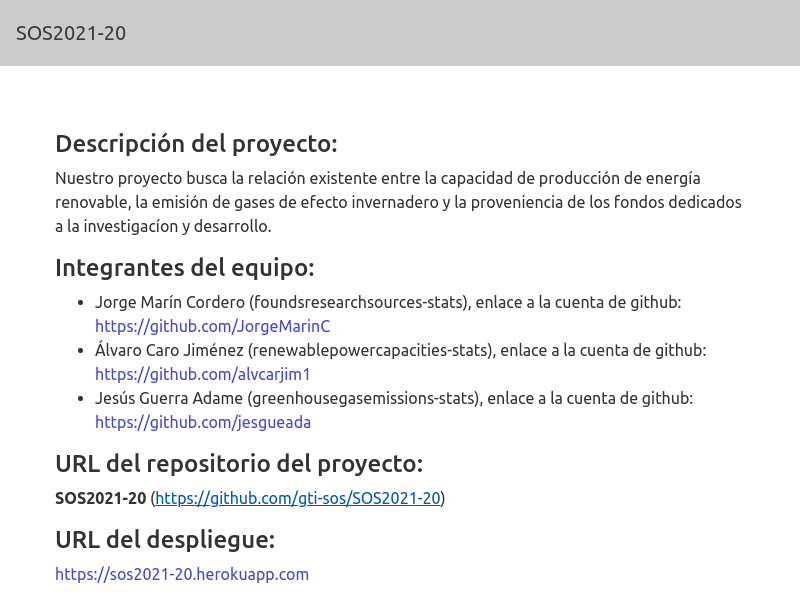 SOS2021-20
Descripción del proyecto:
Nuestro proyecto busca la relación existente entre la capacidad de producción de energía
renovable, la emisión de gases de efecto invernadero y la proveniencia de los fondos dedicados
a la investigacíon y desarrollo.
Integrantes del equipo:
• Jorge Marín Cordero (foundsresearchsources-stats), enlace a la cuenta de github:
https://github.com/JorgeMarinC
• Álvaro Caro Jiménez (renewablepowercapacities-stats), enlace a la cuenta de github:
https://github.com/alvcarjim1
• Jesús Guerra Adame (greenhousegasemissions-stats), enlace a la cuenta de github:
https://github.com/jesgueada
URL del repositorio del proyecto:
SOS2021-20 (https://github.com/gti-sos/SOS2021-20)
URL del despliegue:
https://sos2021-20.herokuapp.com